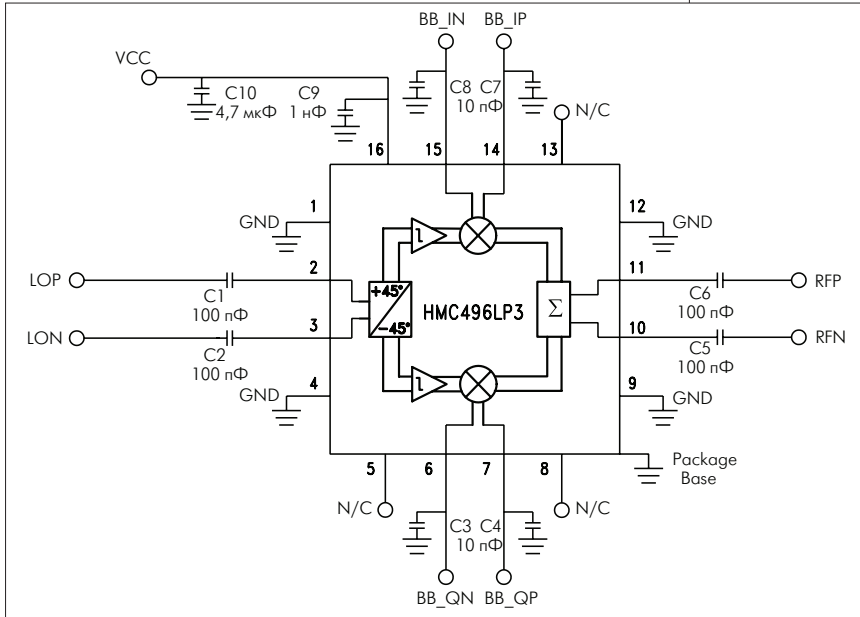 BB_IN
BB_IP
VCC
C10
4,7 мкФ
C9
1 нФ
C8
C7
10 пФ
N/C
16
15
14
13
1
GND
12
GND
LOP
C1
100 пФ
2
11
C6
100 пФ
RFP
+45°
-45°
HMC496LP3
Σ
LON
C2
100 пФ
3
10
C5
100 пФ
RFN
4
GND
9
GND
5
6
7
8
Package
Base
N/C
C3
C4
10 пФ
N/C
BB_QN
BB_QP